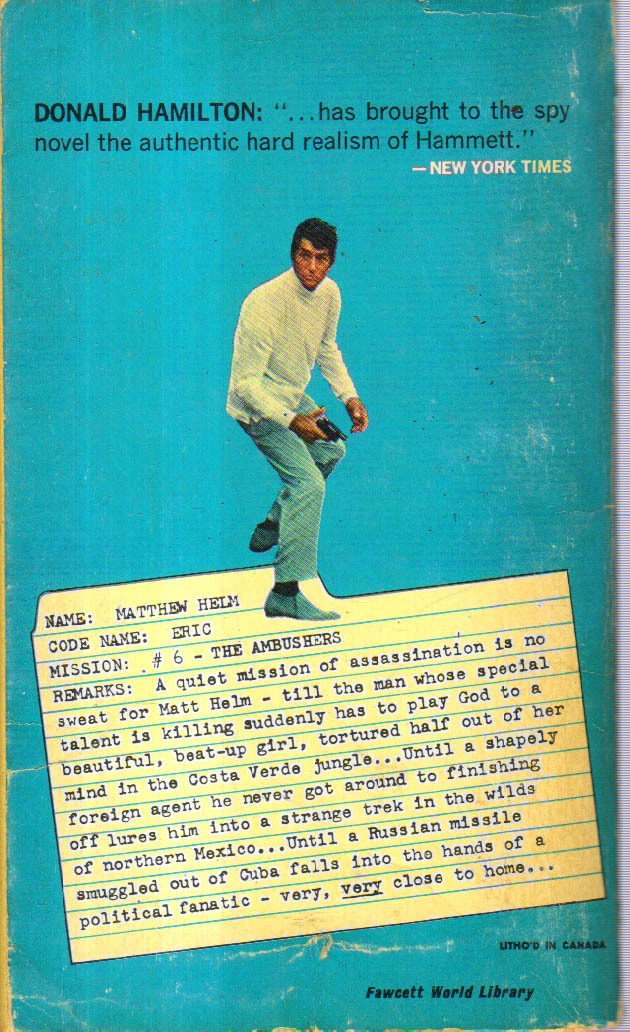 DONALD HAMILTON: “...has brought to the spy
novel the authentic hard realism of Hammett.”
— NEW YORK TIMES
NAME: MATTHEW HELM
CODE NAME: ERIC
MISSION: # 6 - THE AMBUSHERS
REMARKS: A quiet mission of assassination is no
sweat for Matt Helm - till the man whose special
talent is killing suddenly has to play God to a
beautiful, beat-up girl, tortured half out of her
mind in the Costa Verde jungle...Until a shapely
foreign agent he never got around to finishing
off lures him into a strange trek in the wilds
of northern Mexico...Until a Russian missile
smuggled out of Cuba falls into the hands of a
political fanatic - very, very close to home...
LITHO'D IN CANADA
Fawcett World Library